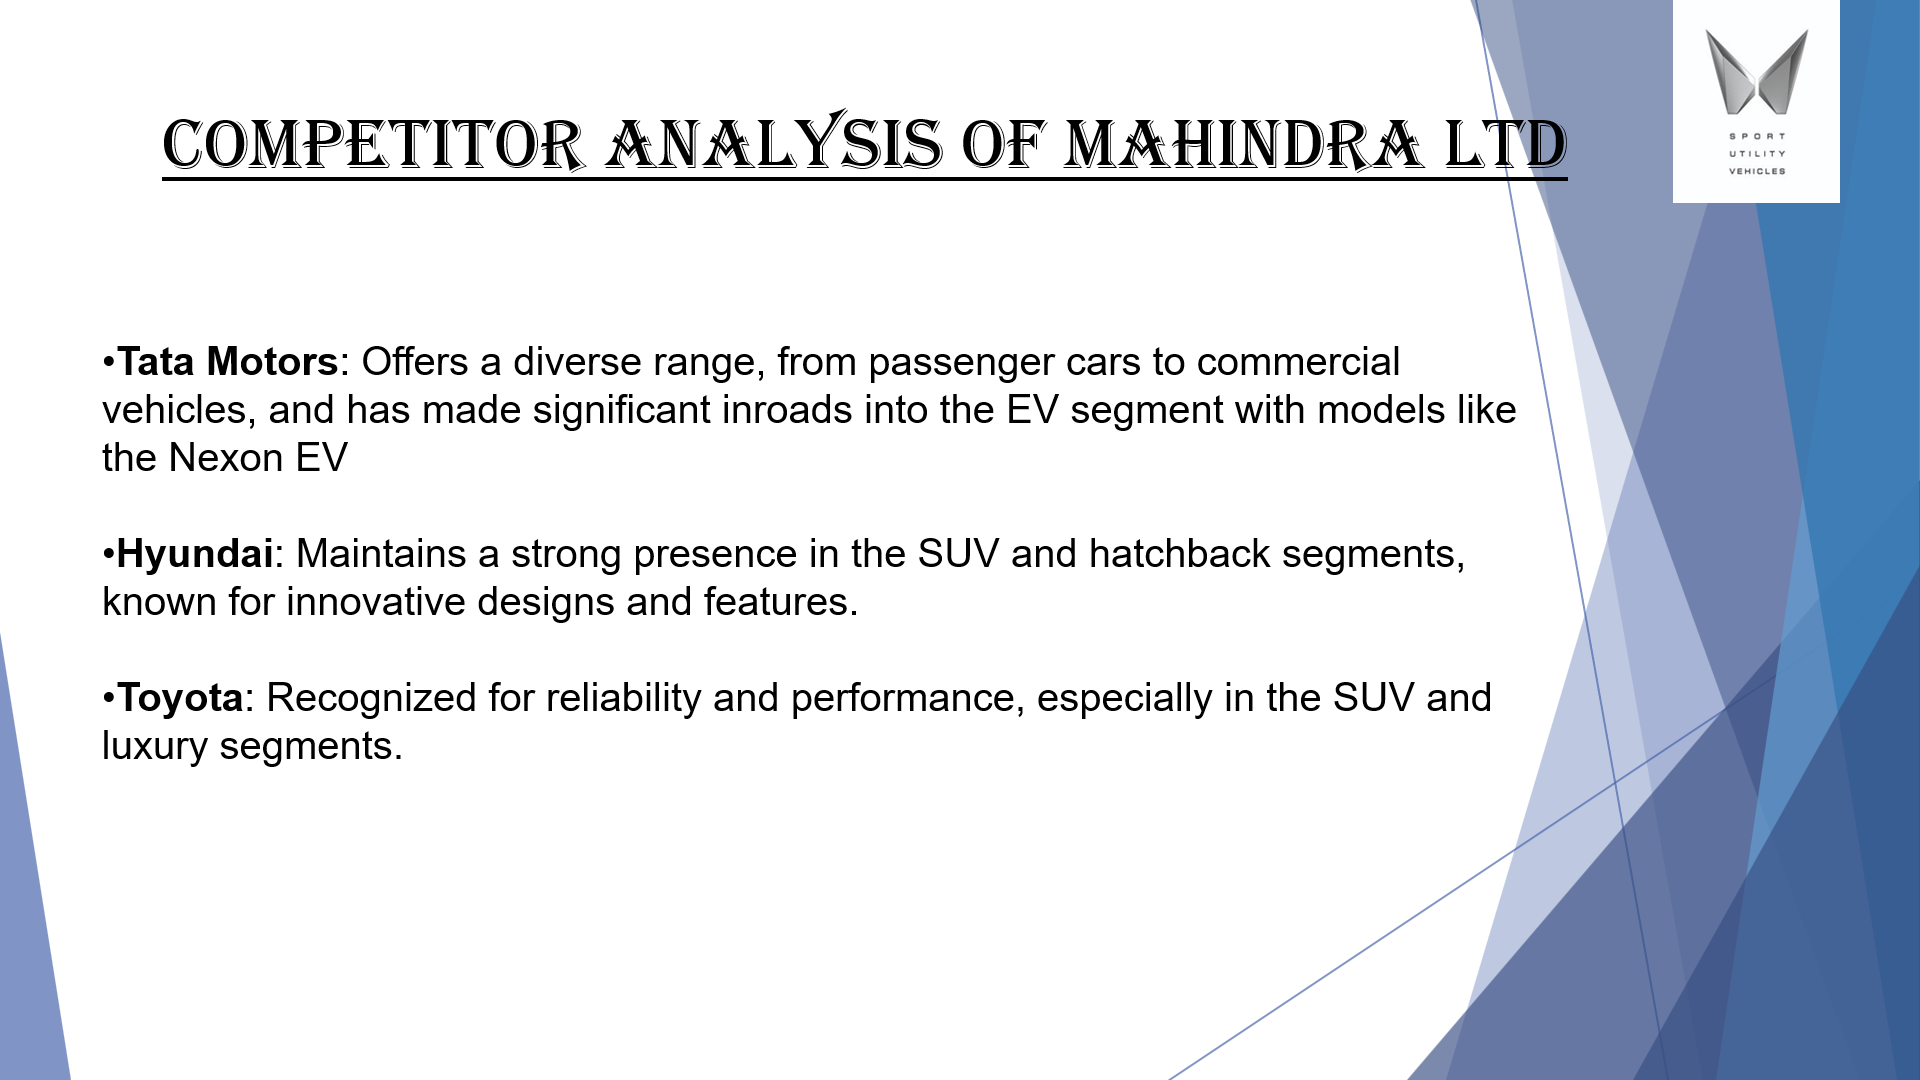 COMPETITOR ANALYSIS OF MAHINDRA LTD
SPORT
UTILITY
VEHICLES
•Tata Motors: Offers a diverse range, from passenger cars to commercial
vehicles, and has made significant inroads into the EV segment with models like
the Nexon EV
•Hyundai: Maintains a strong presence in the SUV and hatchback segments,
known for innovative designs and features.
•Toyota: Recognized for reliability and performance, especially in the SUV and
luxury segments.